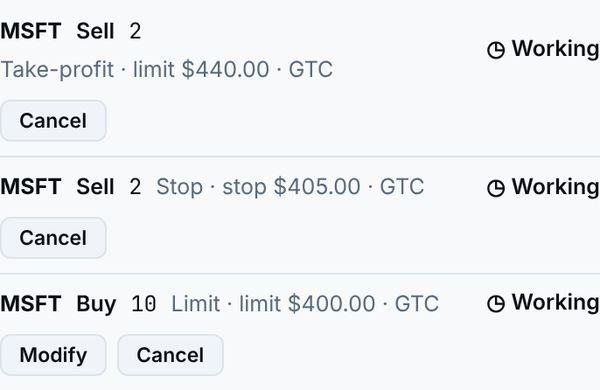 MSFT Sell 2
Working
Take-profit · limit $440.00 · GTC
Cancel
MSFT Sell 2 Stop · stop $405.00 · GTC Working
Cancel
MSFT Buy 10 Limit · limit $400.00 · GTC Working
Modify Cancel